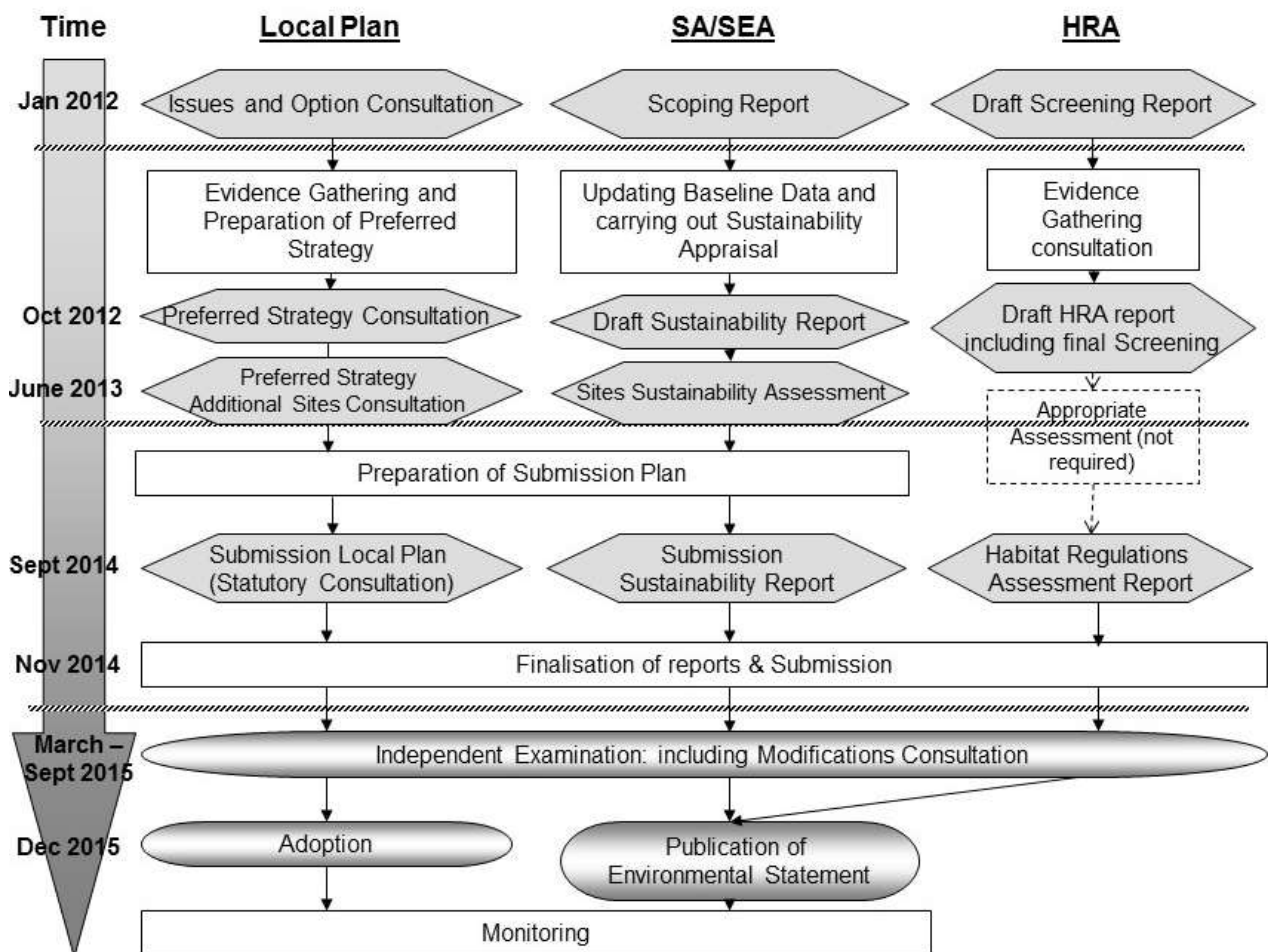 Time
Local Plan
SA/SEA
HRA
Jan 2012
Issues and Option Consultation
Scoping Report
Draft Screening Report
Evidence Gathering and
Preparation of Preferred
Strategy
Updating Baseline Data and
carrying out Sustainability
Appraisal
Evidence
Gathering
consultation
Oct 2012
Preferred Strategy Consultation
Draft Sustainability Report
Draft HRA report
including final Screening
June 2013
Preferred Strategy
Additional Sites Consultation
Sites Sustainability Assessment
Appropriate
Assessment (not
required)
Preparation of Submission Plan
Sept 2014
Submission Local Plan
(Statutory Consultation)
Submission
Sustainability Report
Habitat Regulations
Assessment Report
Nov 2014
Finalisation of reports & Submission
March –
Sept 2015
Independent Examination: including Modifications Consultation
Dec 2015
Adoption
Publication of
Environmental Statement
Monitoring